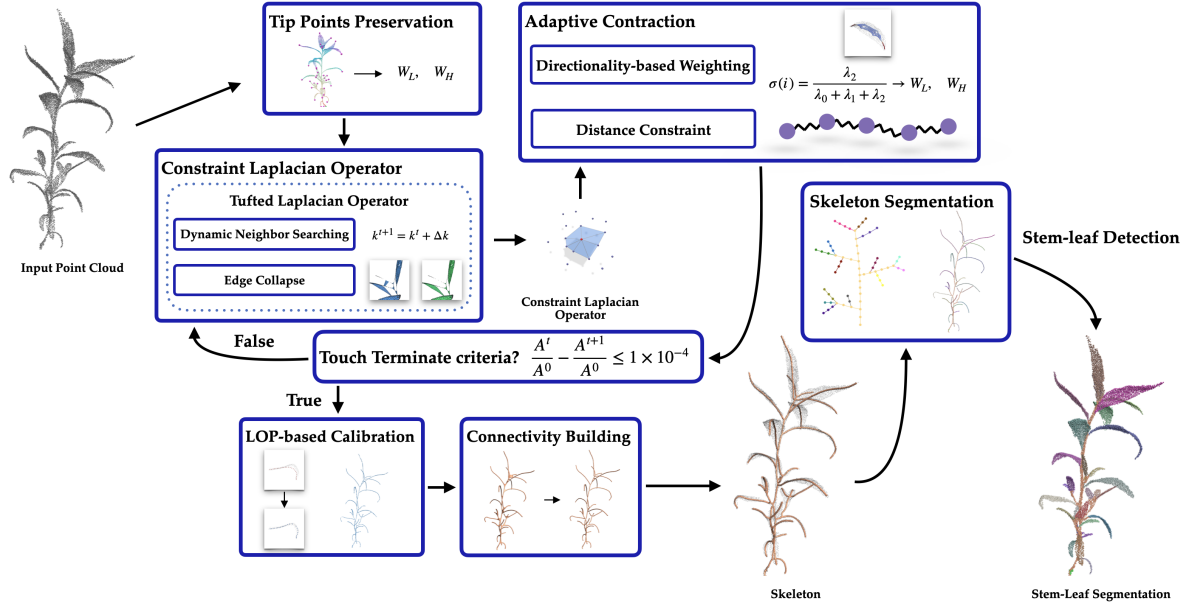 Tip Points Preservation
W_L, W_H
Adaptive Contraction
Directionality-based Weighting
σ(i) = λ₂ / (λ₀ + λ₁ + λ₂) → W_L, W_H
Distance Constraint
Input Point Cloud
Constraint Laplacian Operator
Tufted Laplacian Operator
Dynamic Neighbor Searching
k^{t+1} = k^t + Δk
Edge Collapse
Constraint Laplacian
Operator
Skeleton Segmentation
Stem-leaf Detection
False
Touch Terminate criteria? A^t / A^0 − A^{t+1} / A^0 ≤ 1 × 10^{−4}
True
LOP-based Calibration
Connectivity Building
Skeleton
Stem-Leaf Segmentation